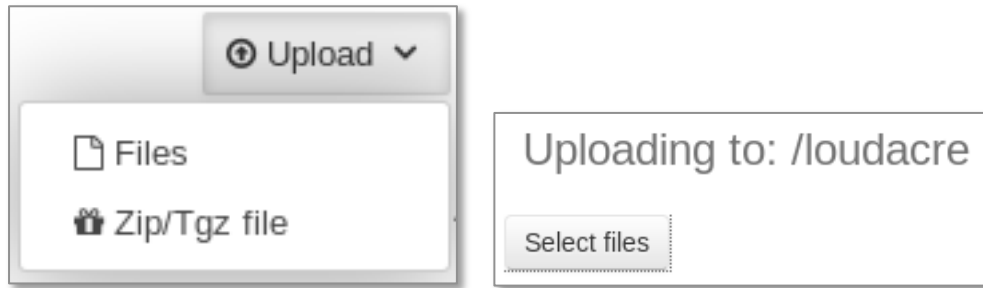 Upload
Files
Zip/Tgz file
Uploading to: /loudacre
Select files